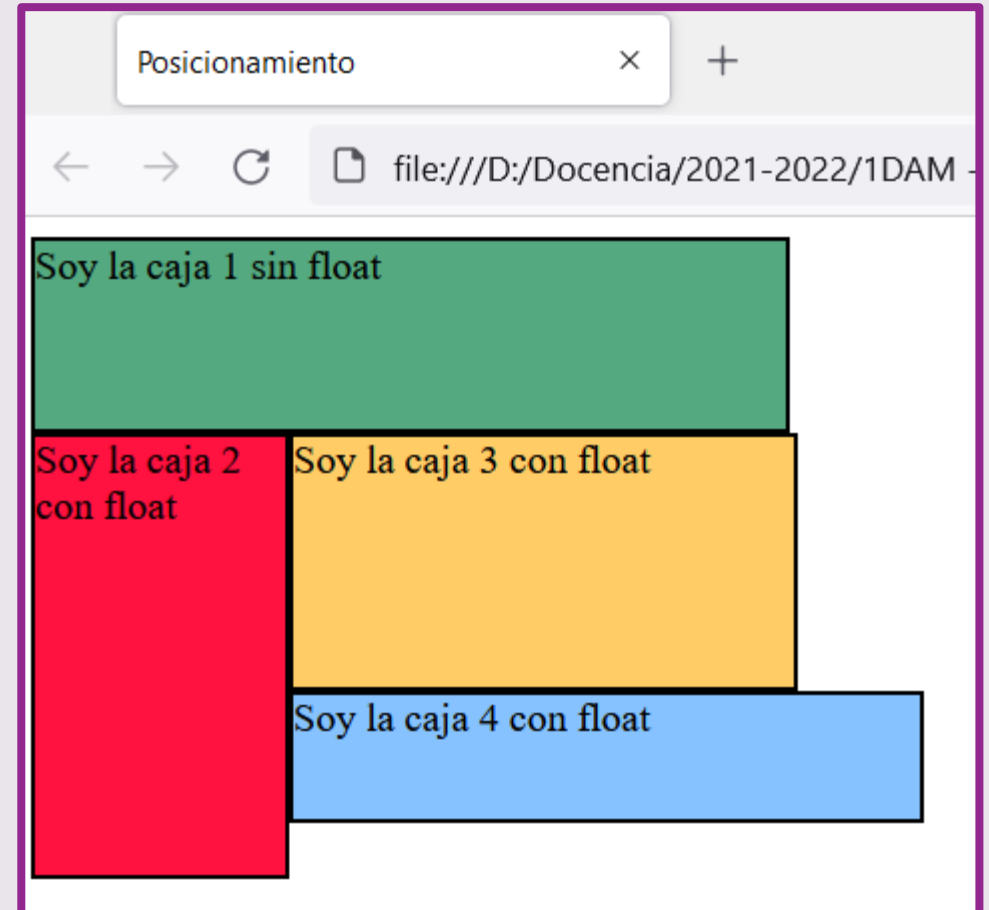 Posicionamiento
file:///D:/Docencia/2021-2022/1DAM -
Soy la caja 1 sin float
Soy la caja 2
con float
Soy la caja 3 con float
Soy la caja 4 con float